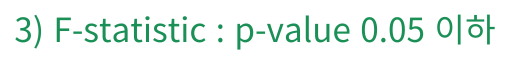 3) F-statistic : p-value 0.05 이하